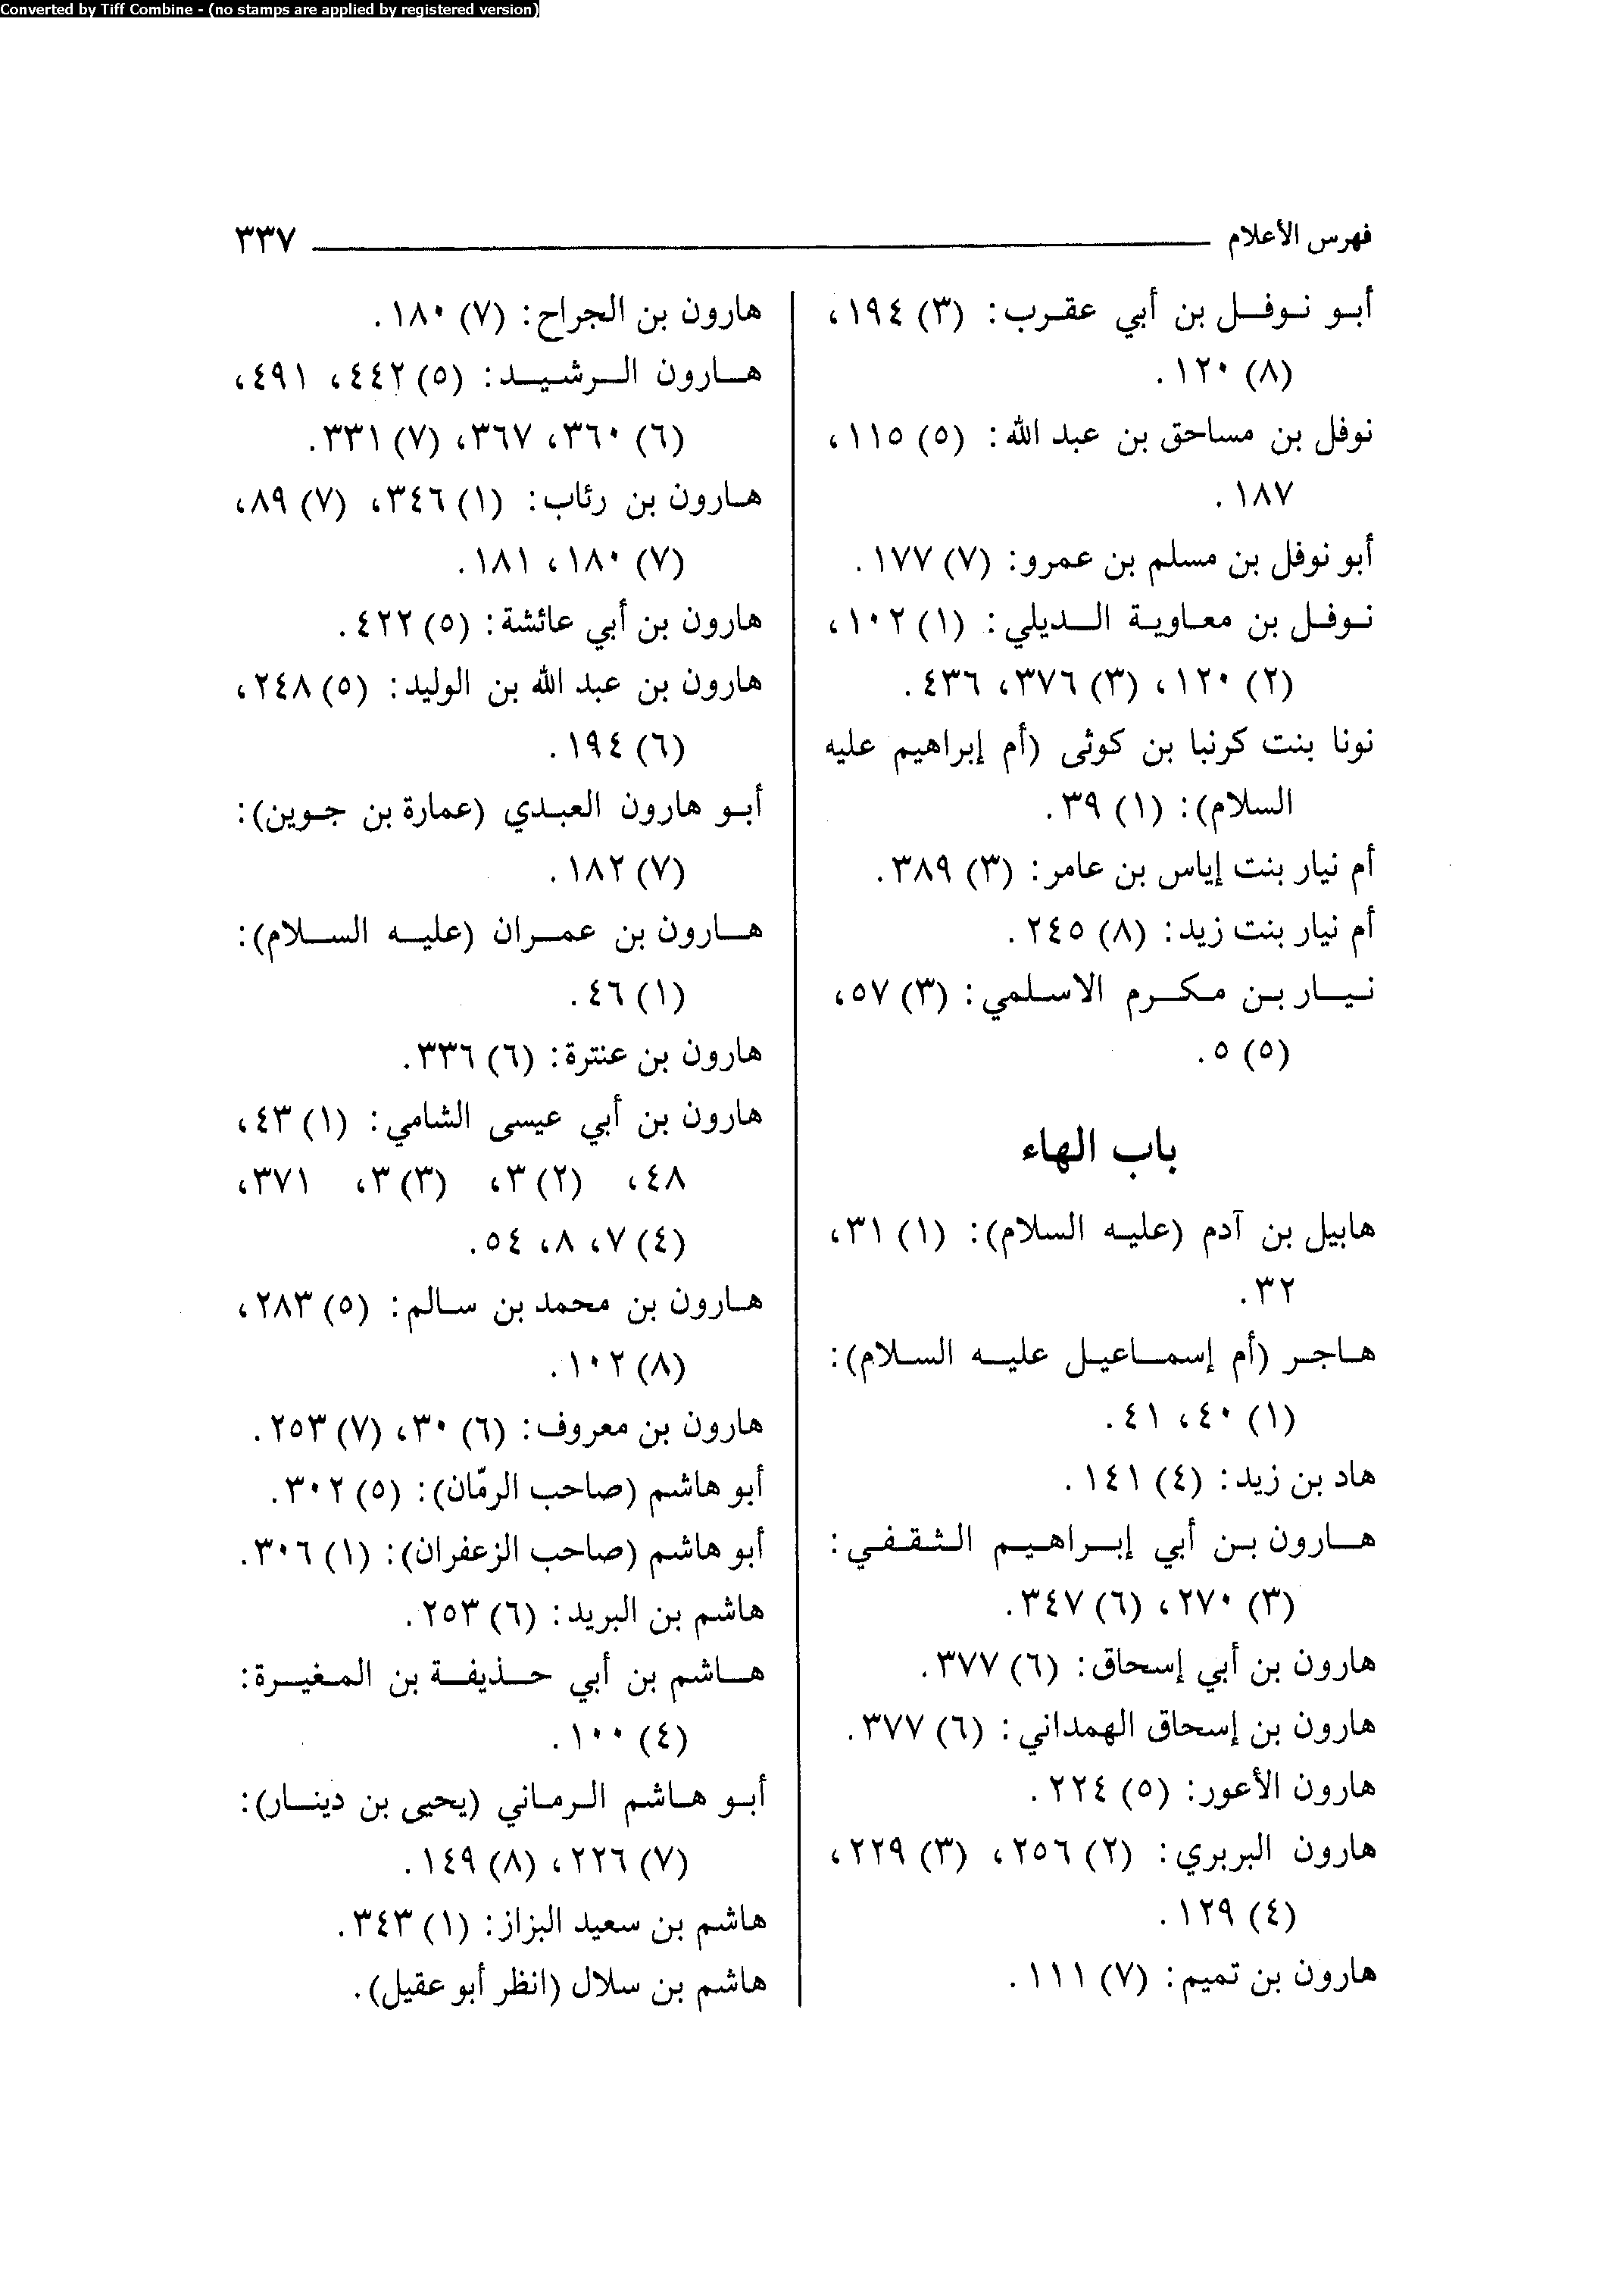 Converted by Tiff Combine - (no stamps are applied by registered version)
فهرس الأعلام ٣٣٧
أبو نوفل بن أبي عقرب: (٣) ١٩٤،
(٨) ١٢٠.
نوفل بن مساحق بن عبد الله: (٥) ١١٥،
١٨٧.
أبو نوفل بن مسلم بن عمرو: (٧) ١٧٧.
نوفل بن معاوية الديلي: (١) ١٠٢،
(٢) ١٢٠، (٣) ٣٧٦، ٤٣٦.
نونا بنت كرنبا بن كوثى (أم إبراهيم عليه
السلام): (١) ٣٩.
أم نيار بنت إياس بن عامر: (٣) ٣٨٩.
أم نيار بنت زيد: (٨) ٢٤٥.
نيار بن مكرم الاسلمي: (٣) ٥٧،
(٥) ٥.
باب الهاء
هابيل بن آدم (عليه السلام): (١) ٣١،
٣٢.
هاجر (أم إسماعيل عليه السلام):
(١) ٤٠، ٤١.
هاد بن زيد: (٤) ١٤١.
هارون بن أبي إبراهيم الثقفي:
(٣) ٢٧٠، (٦) ٣٤٧.
هارون بن أبي إسحاق: (٦) ٣٧٧.
هارون بن إسحاق الهمداني: (٦) ٣٧٧.
هارون الأعور: (٥) ٢٢٤.
هارون البربري: (٢) ٢٥٦، (٣) ٢٢٩،
(٤) ١٢٩.
هارون بن تميم: (٧) ١١١.
هارون بن الجراح: (٧) ١٨٠.
هارون الرشيد: (٥) ٤٤٢، ٤٩١،
(٦) ٣٦٠، ٣٦٧، (٧) ٣٣١.
هارون بن رئاب: (١) ٣٤٦، (٧) ٨٩،
(٧) ١٨٠، ١٨١.
هارون بن أبي عائشة: (٥) ٤٢٢.
هارون بن عبد الله بن الوليد: (٥) ٢٤٨،
(٦) ١٩٤.
أبو هارون العبدي (عمارة بن جوين):
(٧) ١٨٢.
هارون بن عمران (عليه السلام):
(١) ٤٦.
هارون بن عنترة: (٦) ٣٣٦.
هارون بن أبي عيسى الشامي: (١) ٤٣،
٤٨، (٢) ٣، (٣) ٣، ٣٧١،
(٤) ٧، ٨، ٥٤.
هارون بن محمد بن سالم: (٥) ٢٨٣،
(٨) ١٠٢.
هارون بن معروف: (٦) ٣٠، (٧) ٢٥٣.
أبو هاشم (صاحب الرمّان): (٥) ٣٠٢.
أبو هاشم (صاحب الزعفران): (١) ٣٠٦.
هاشم بن البريد: (٦) ٢٥٣.
هاشم بن أبي حذيفة بن المغيرة:
(٤) ١٠٠.
أبو هاشم الرماني (يحيى بن دينار):
(٧) ٢٢٦، (٨) ١٤٩.
هاشم بن سعيد البزاز: (١) ٣٤٣.
هاشم بن سلال (انظر أبو عقيل).